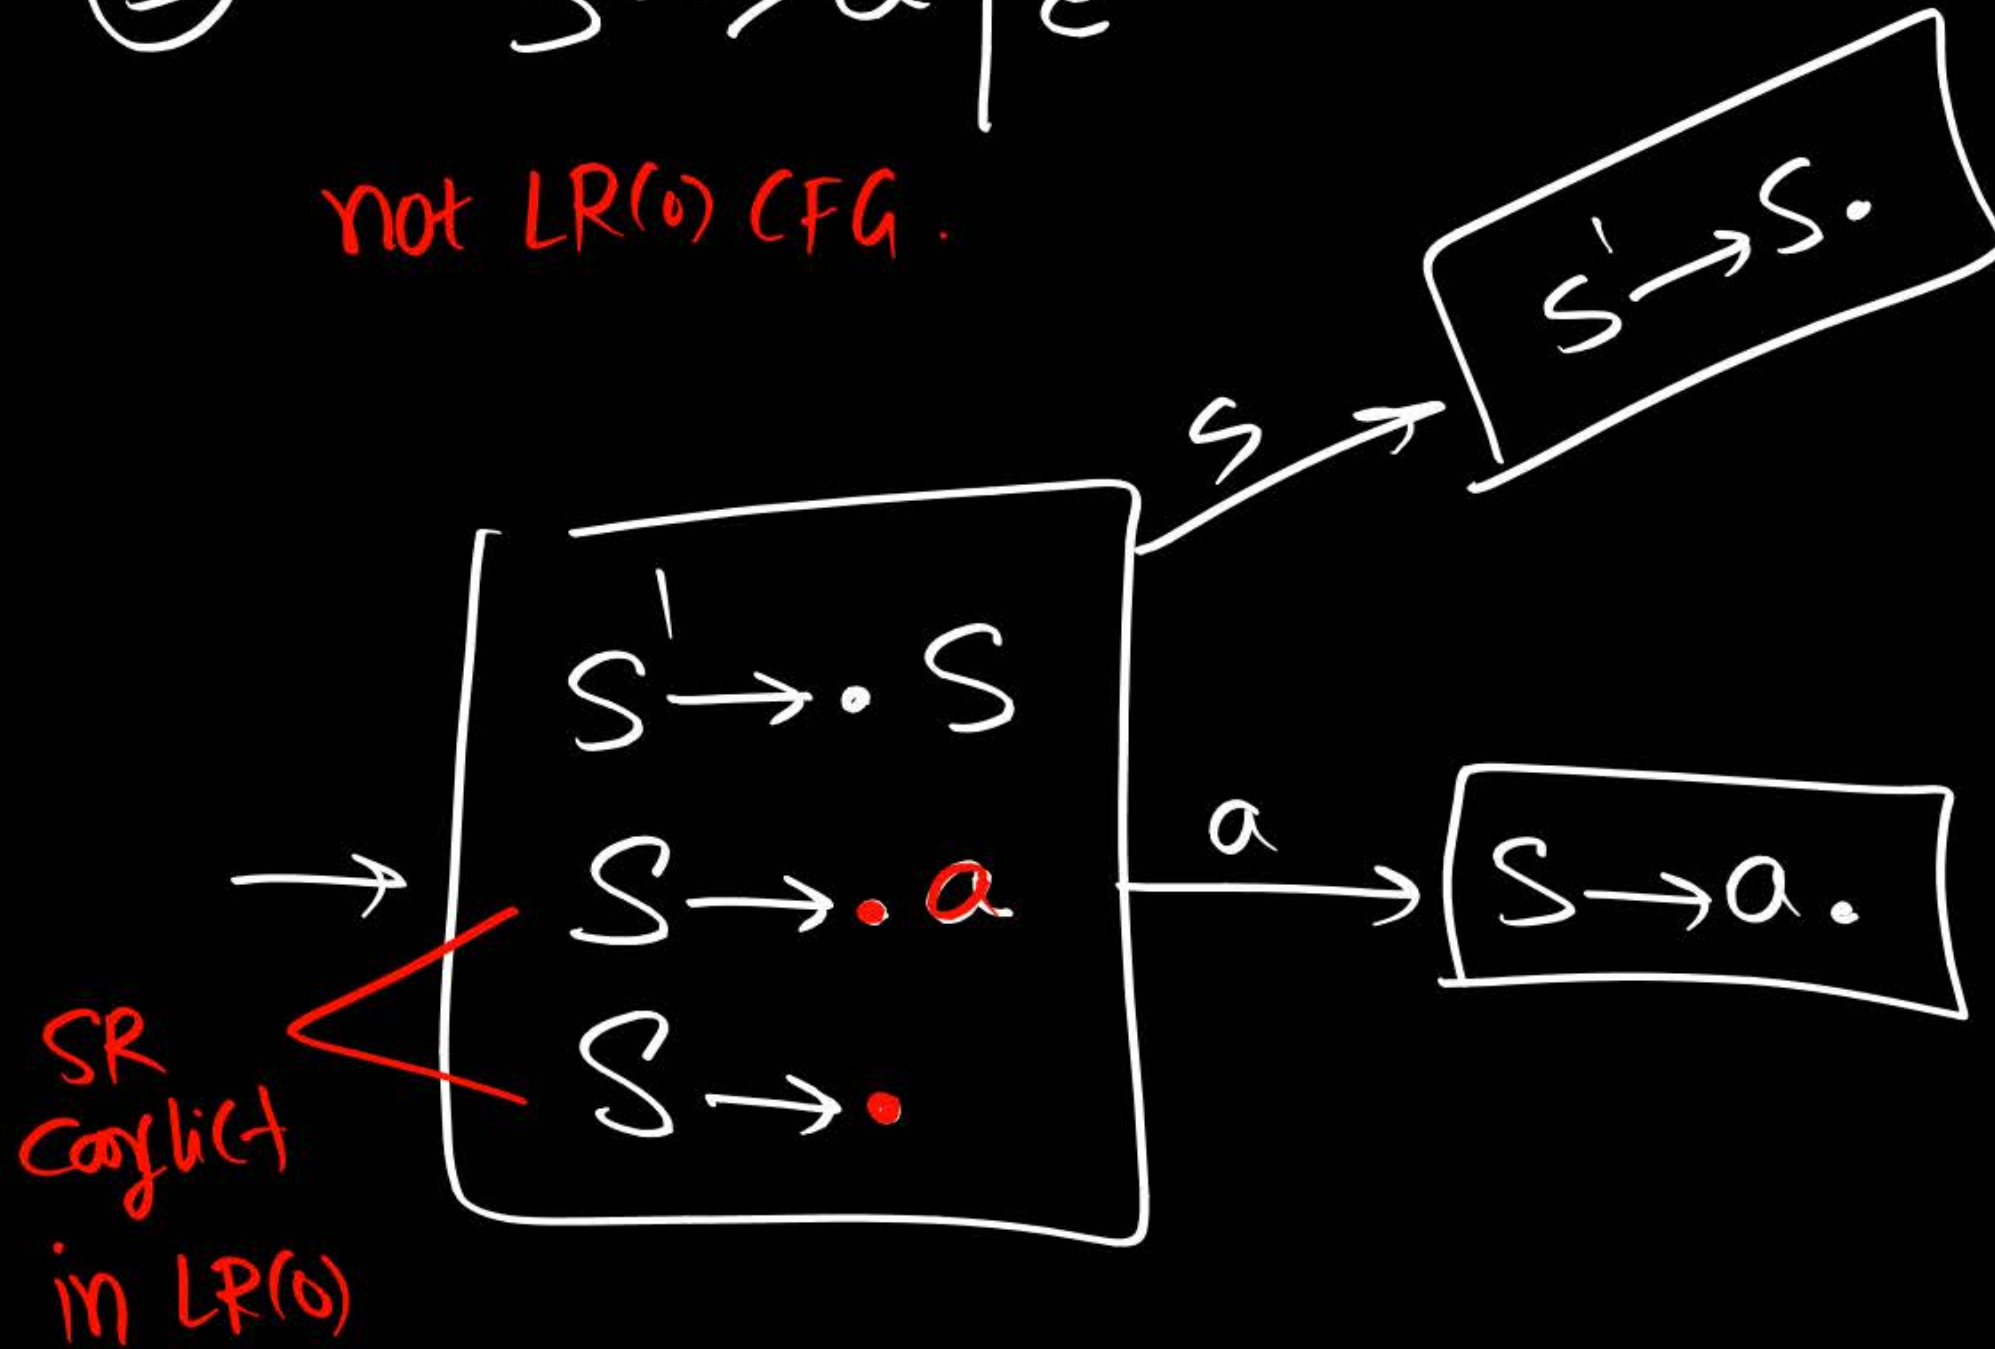 S → a | ε
not LR(0) CFG.
S' → S.
S
S' → . S
a
S → . a
S → a.
S → .
SR
conflict
in LR(0)